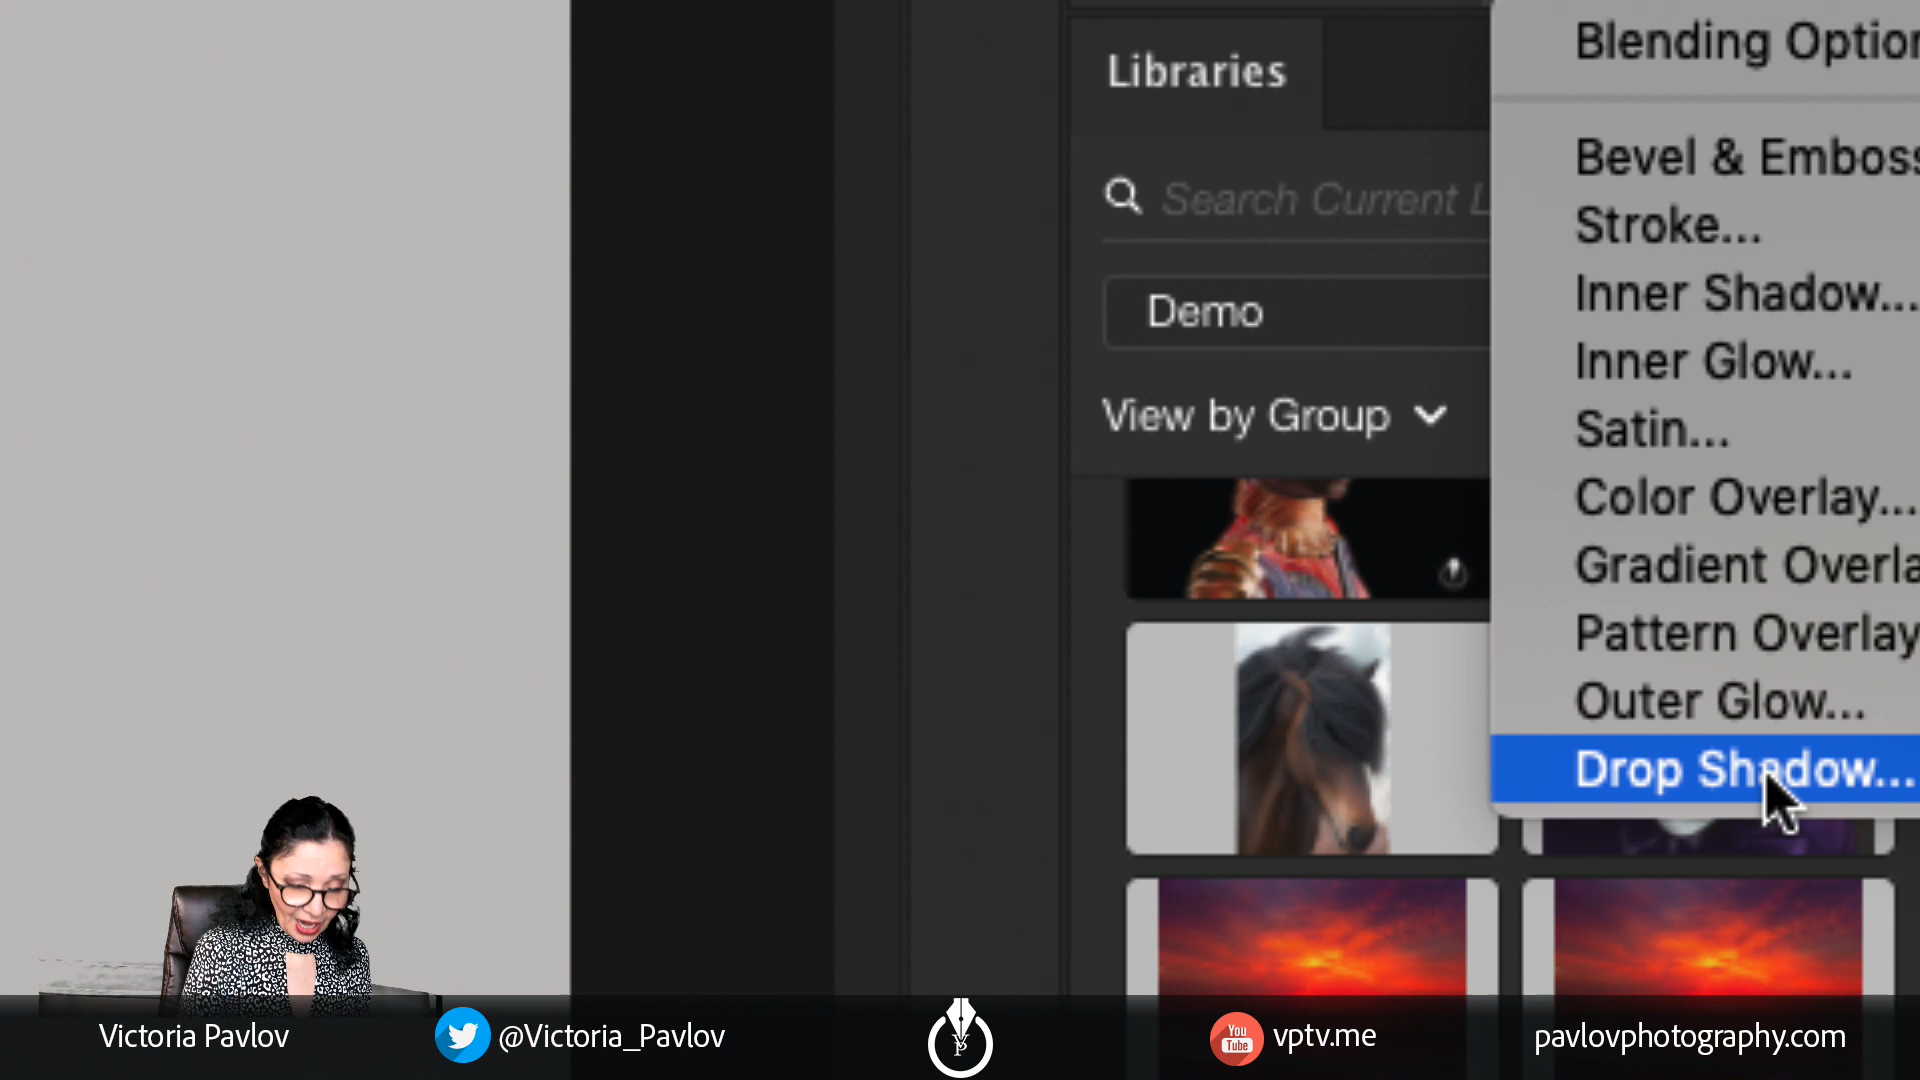 Libraries
Search Current L
Demo
View by Group
Blending Option
Bevel & Emboss
Stroke...
Inner Shadow...
Inner Glow...
Satin...
Color Overlay...
Gradient Overla
Pattern Overlay
Outer Glow...
Drop Shadow...
Victoria Pavlov
@Victoria_Pavlov
You
Tube
vptv.me
pavlovphotography.com